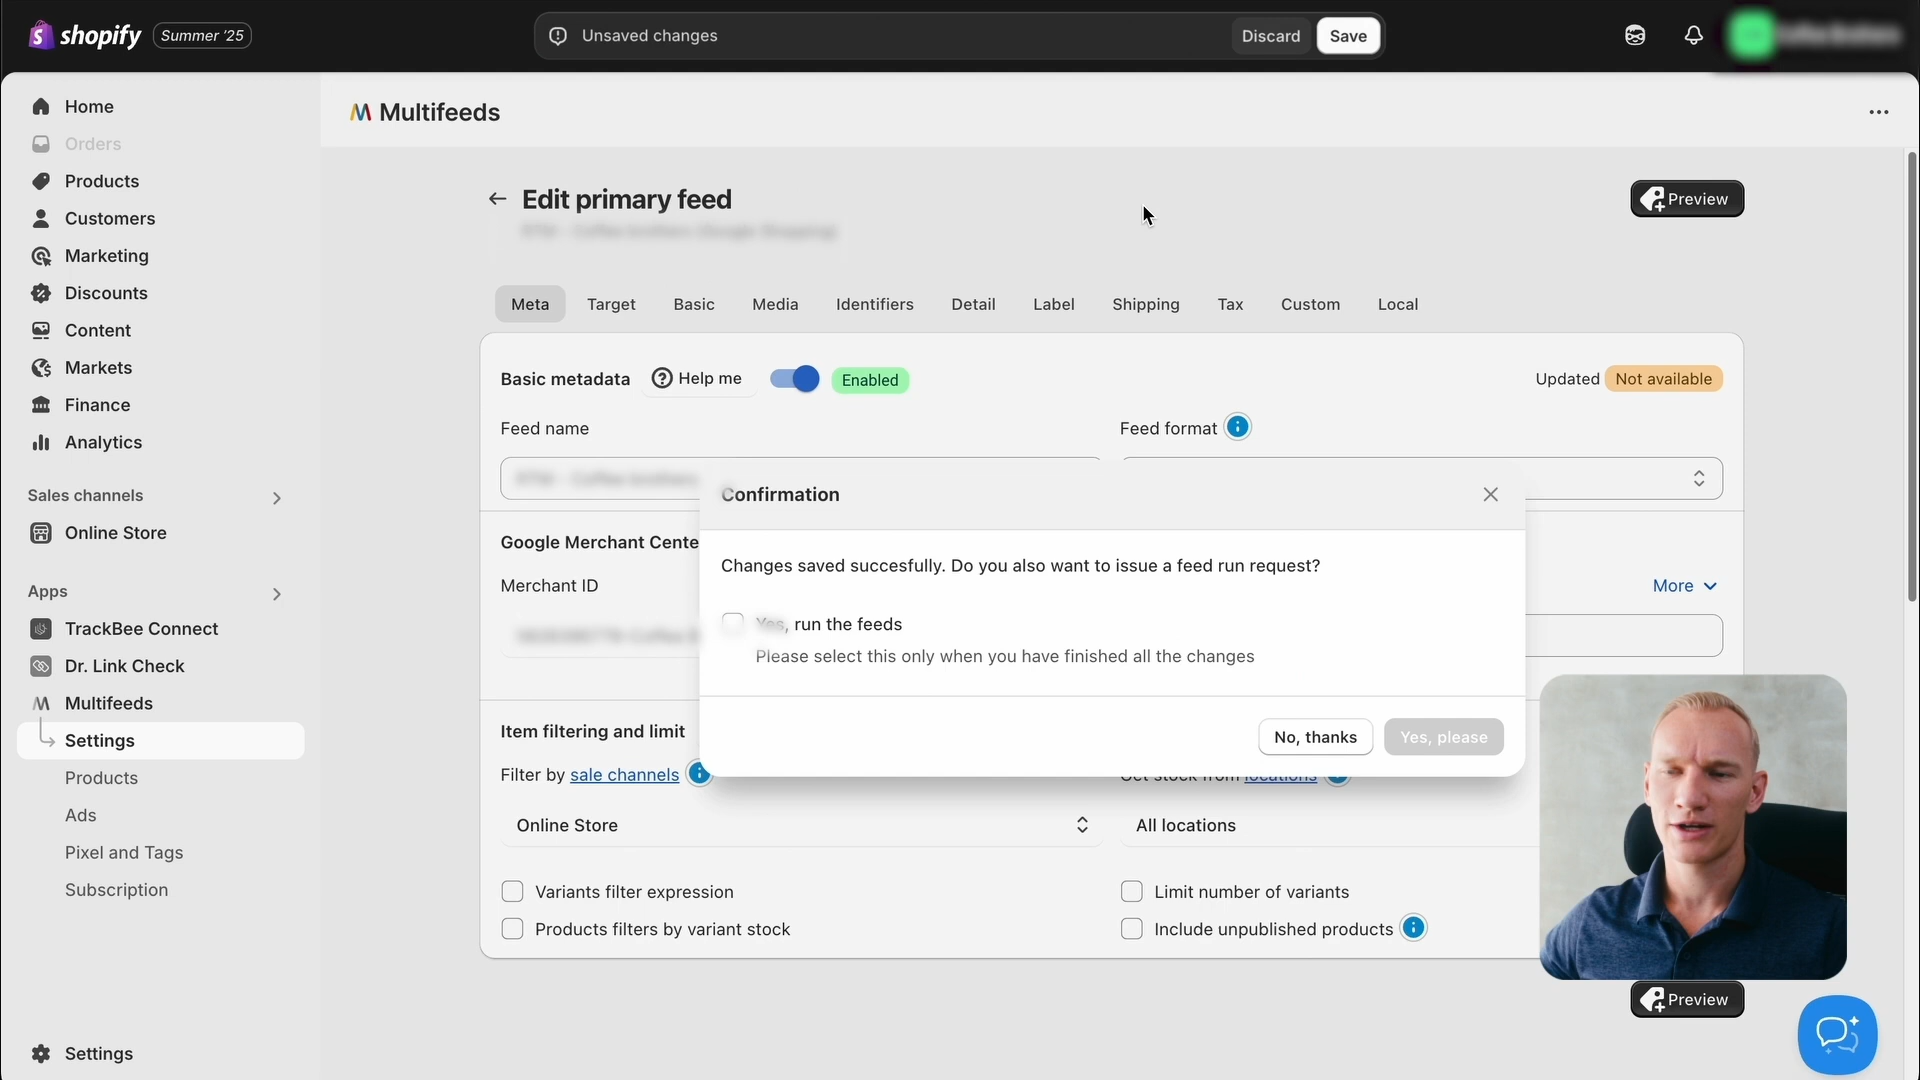 shopify
Summer '25
Unsaved changes
Discard
Save
Home
Orders
Products
Customers
Marketing
Discounts
Content
Markets
Finance
Analytics
Sales channels
Online Store
Apps
TrackBee Connect
Dr. Link Check
Multifeeds
Settings
Products
Ads
Pixel and Tags
Subscription
Settings
Multifeeds
Edit primary feed
Preview
Meta
Target
Basic
Media
Identifiers
Detail
Label
Shipping
Tax
Custom
Local
Basic metadata
Help me
Enabled
Updated
Not available
Feed name
Feed format
Google Merchant Cente
Merchant ID
More
Confirmation
Changes saved succesfully. Do you also want to issue a feed run request?
Yes, run the feeds
Please select this only when you have finished all the changes
No, thanks
Yes, please
Item filtering and limit
Filter by sale channels
Get stock from locations
Online Store
All locations
Variants filter expression
Limit number of variants
Products filters by variant stock
Include unpublished products
Preview